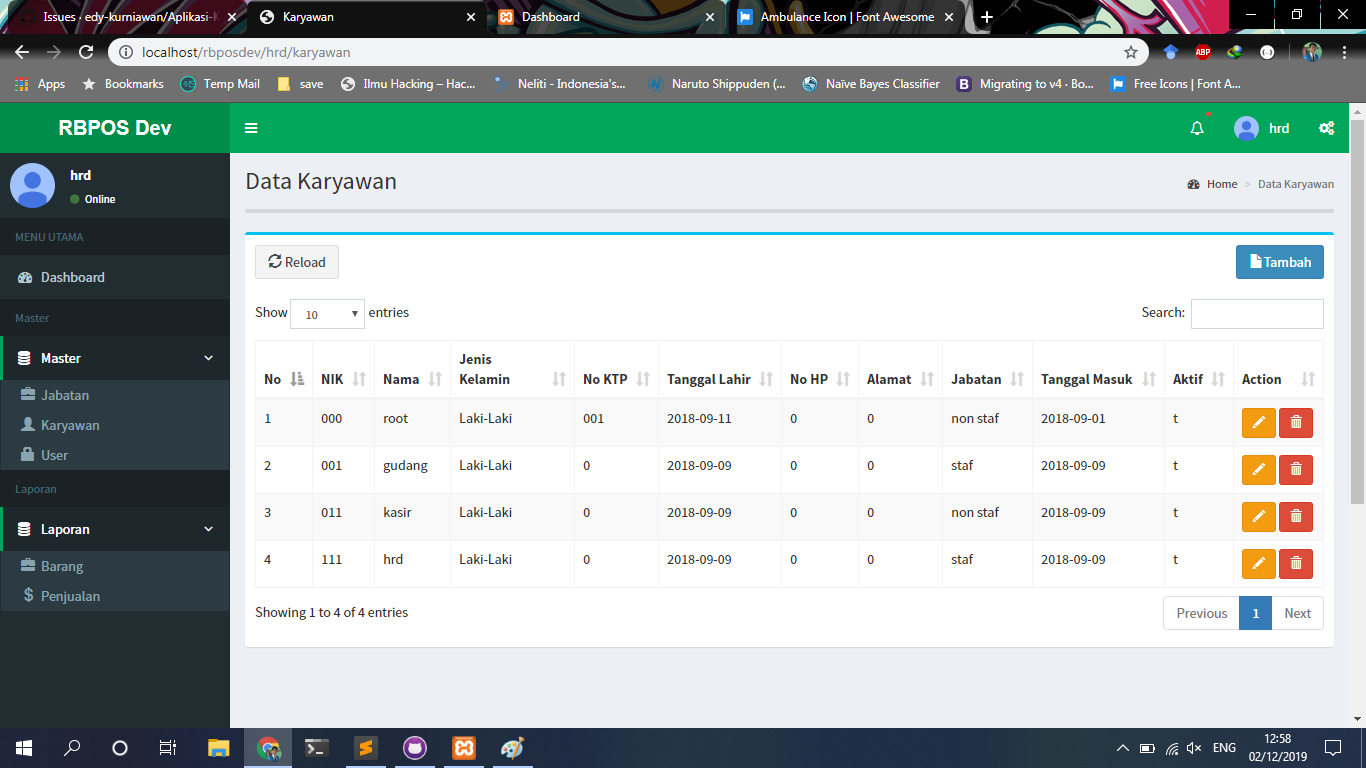 Issues · edy-kurniawan/Aplikasi-K
Karyawan
Dashboard
Ambulance Icon | Font Awesome
localhost/rbposdev/hrd/karyawan
ABP
Apps
Bookmarks
Temp Mail
save
Ilmu Hacking – Hac...
Neliti - Indonesia's...
Naruto Shippuden (...
Naïve Bayes Classifier
B
Migrating to v4 · Bo...
Free Icons | Font A...
RBPOS Dev
hrd
hrd
Online
MENU UTAMA
Dashboard
Master
Master
Jabatan
Karyawan
User
Laporan
Laporan
Barang
Penjualan
Data Karyawan
Home > Data Karyawan
Reload
Tambah
Show 10 entries
Search:
No NIK Nama Jenis Kelamin No KTP Tanggal Lahir No HP Alamat Jabatan Tanggal Masuk Aktif Action
1 000 root Laki-Laki 001 2018-09-11 0 0 non staf 2018-09-01 t
2 001 gudang Laki-Laki 0 2018-09-09 0 0 staf 2018-09-09 t
3 011 kasir Laki-Laki 0 2018-09-09 0 0 non staf 2018-09-09 t
4 111 hrd Laki-Laki 0 2018-09-09 0 0 staf 2018-09-09 t
Showing 1 to 4 of 4 entries
Previous 1 Next
ENG
12:58
02/12/2019